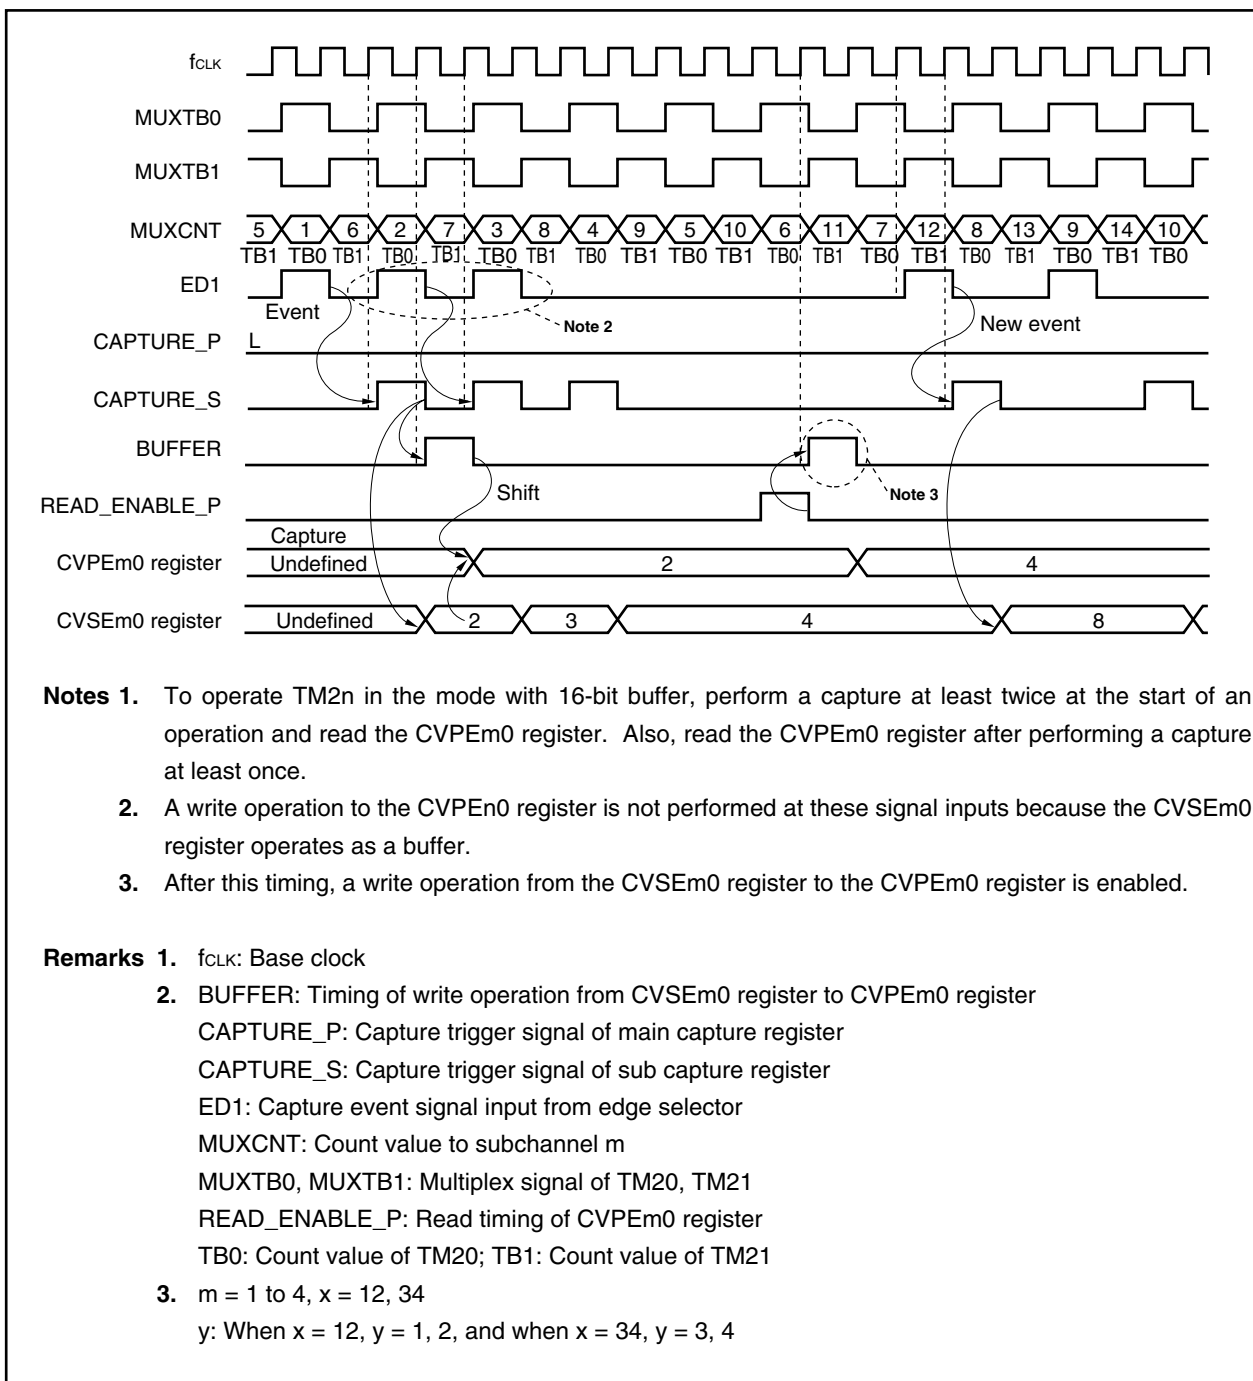 fCLK
MUXTB0
MUXTB1
MUXCNT 5 1 6 2 7 3 8 4 9 5 10 6 11 7 12 8 13 9 14 10
TB1 TB0 TB1 TB0 TB1 TB0 TB1 TB0 TB1 TB0 TB1 TB0 TB1 TB0 TB1 TB0 TB1 TB0 TB1 TB0
ED1
Event
Note 2
New event
CAPTURE_P L
CAPTURE_S
BUFFER
Shift
Note 3
READ_ENABLE_P
Capture
CVPEm0 register Undefined 2 4
CVSEm0 register Undefined 2 3 4 8
Notes 1. To operate TM2n in the mode with 16-bit buffer, perform a capture at least twice at the start of an
operation and read the CVPEm0 register. Also, read the CVPEm0 register after performing a capture
at least once.
2. A write operation to the CVPEn0 register is not performed at these signal inputs because the CVSEm0
register operates as a buffer.
3. After this timing, a write operation from the CVSEm0 register to the CVPEm0 register is enabled.
Remarks 1. fCLK: Base clock
2. BUFFER: Timing of write operation from CVSEm0 register to CVPEm0 register
CAPTURE_P: Capture trigger signal of main capture register
CAPTURE_S: Capture trigger signal of sub capture register
ED1: Capture event signal input from edge selector
MUXCNT: Count value to subchannel m
MUXTB0, MUXTB1: Multiplex signal of TM20, TM21
READ_ENABLE_P: Read timing of CVPEm0 register
TB0: Count value of TM20; TB1: Count value of TM21
3. m = 1 to 4, x = 12, 34
y: When x = 12, y = 1, 2, and when x = 34, y = 3, 4